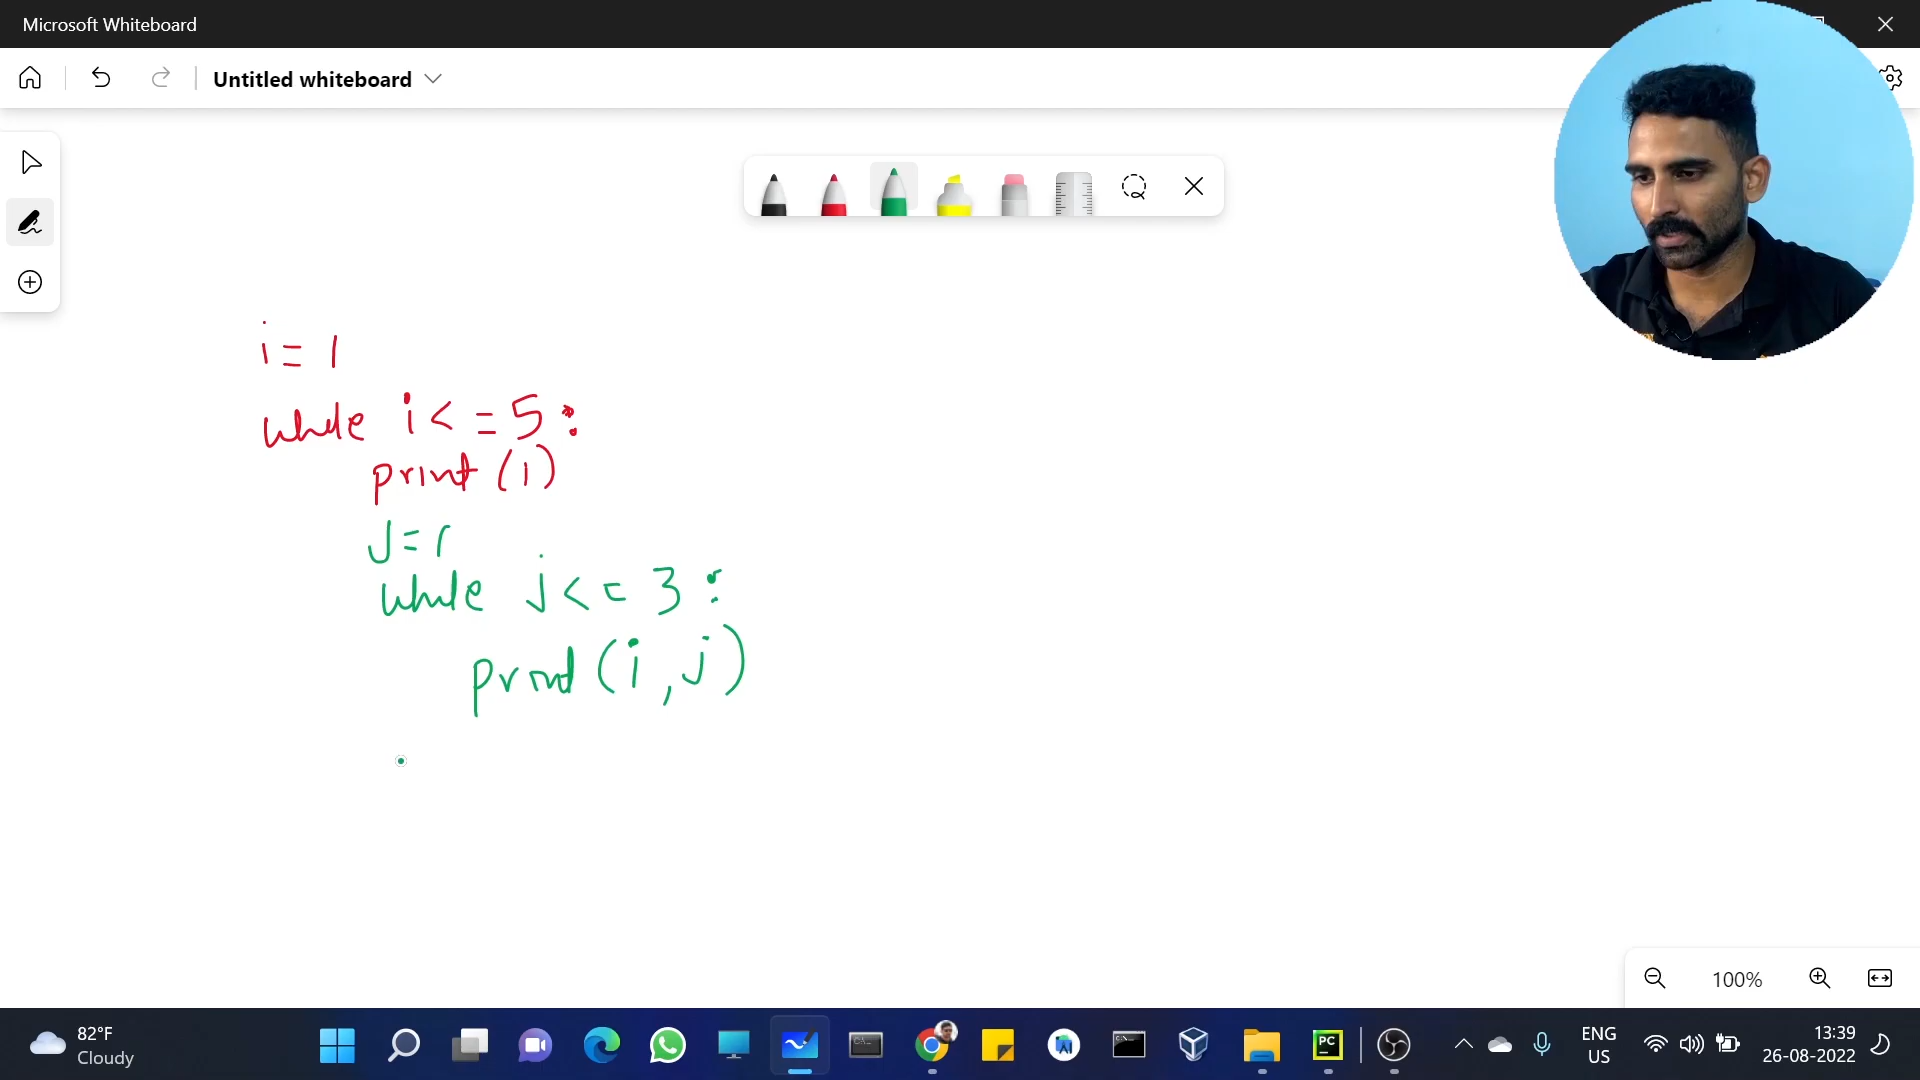 Microsoft Whiteboard
Untitled whiteboard
i = 1
while i <= 5 :
print (i)
j = 1
while j <= 3 :
print (i , j)
100%
82°F
Cloudy
PC
ENG
US
13:39
26-08-2022